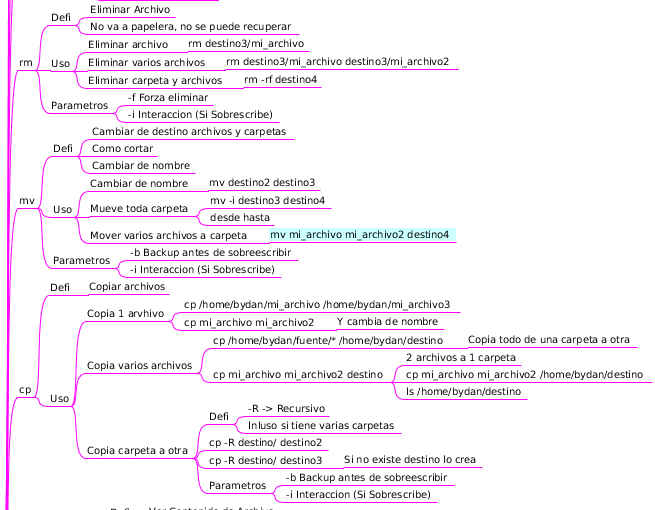 rm
Defi
Eliminar Archivo
No va a papelera, no se puede recuperar
Uso
Eliminar archivo rm destino3/mi_archivo
Eliminar varios archivos rm destino3/mi_archivo destino3/mi_archivo2
Eliminar carpeta y archivos rm -rf destino4
Parametros
-f Forza eliminar
-i Interaccion (Si Sobrescribe)
mv
Defi
Cambiar de destino archivos y carpetas
Como cortar
Cambiar de nombre
Uso
Cambiar de nombre mv destino2 destino3
Mueve toda carpeta
mv -i destino3 destino4
desde hasta
Mover varios archivos a carpeta mv mi_archivo mi_archivo2 destino4
Parametros
-b Backup antes de sobreescribir
-i Interaccion (Si Sobrescribe)
cp
Defi Copiar archivos
Uso
Copia 1 arvhivo
cp /home/bydan/mi_archivo /home/bydan/mi_archivo3
cp mi_archivo mi_archivo2 Y cambia de nombre
Copia varios archivos
cp /home/bydan/fuente/* /home/bydan/destino Copia todo de una carpeta a otra
cp mi_archivo mi_archivo2 destino
2 archivos a 1 carpeta
cp mi_archivo mi_archivo2 /home/bydan/destino
ls /home/bydan/destino
Copia carpeta a otra
Defi
-R -> Recursivo
Inluso si tiene varias carpetas
cp -R destino/ destino2
cp -R destino/ destino3 Si no existe destino lo crea
Parametros
-b Backup antes de sobreescribir
-i Interaccion (Si Sobrescribe)